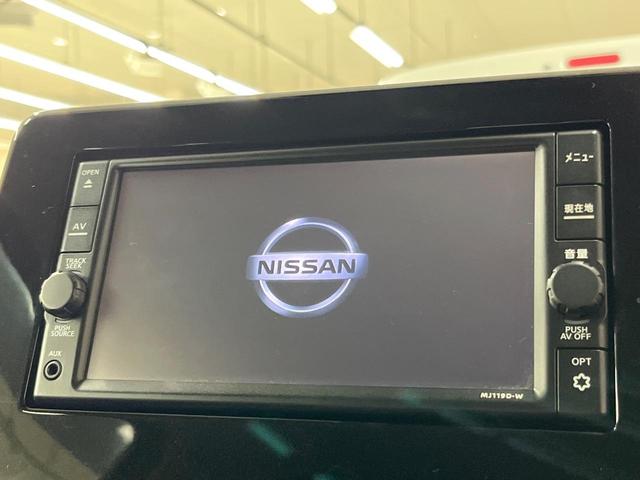 OPEN
AV
TRACK
SEEK
PUSH
SOURCE
AUX
NISSAN
メニュー
現在地
音量
PUSH
AV OFF
OPT
MJ119D-W